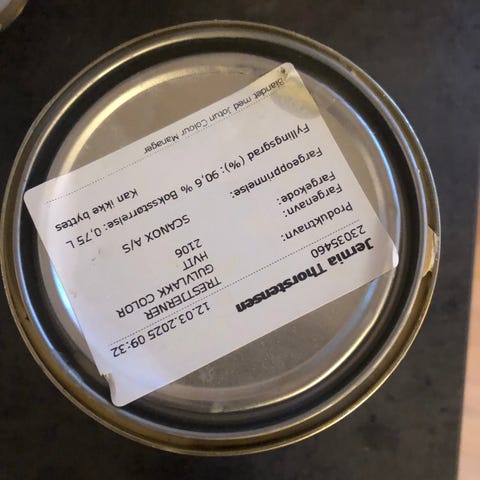 Jernia Thorstensen
23035460 12.03.2025 09:32
Produktnavn: TRESTJERNER
GULVLAKK COLOR
Fargenavn: HVIT
Fargekode: 2106
Fargeopprinnelse: SCANOX A/S
Fyllingsgrad (%): 90,6 % Boksstørrelse: 0,75 L
Kan ikke byttes
Blandet med Jotun Colour Manager